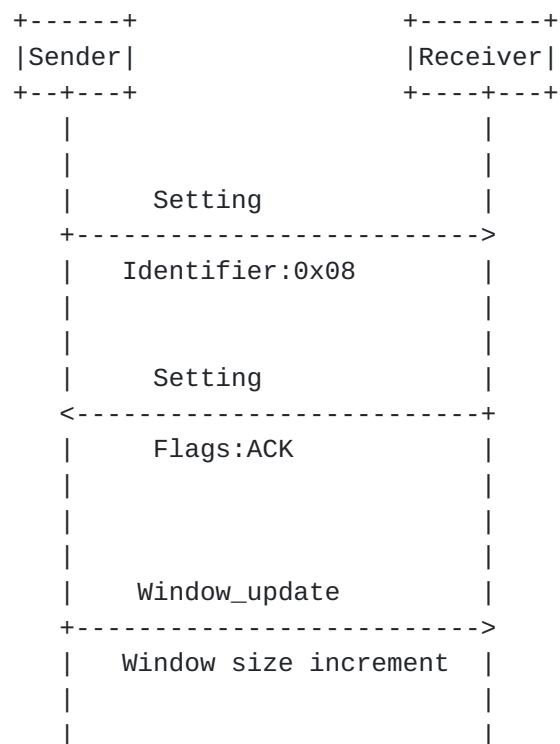 +------+                 +--------+
|Sender|                 |Receiver|
+--+---+                 +----+---+
   |                          |
   |                          |
   |     Setting              |
   +-------------------------->
   |   Identifier:0x08        |
   |                          |
   |                          |
   |     Setting              |
   <--------------------------+
   |     Flags:ACK            |
   |                          |
   |                          |
   |                          |
   |    Window_update         |
   +-------------------------->
   |   Window size increment  |
   |                          |
   |                          |